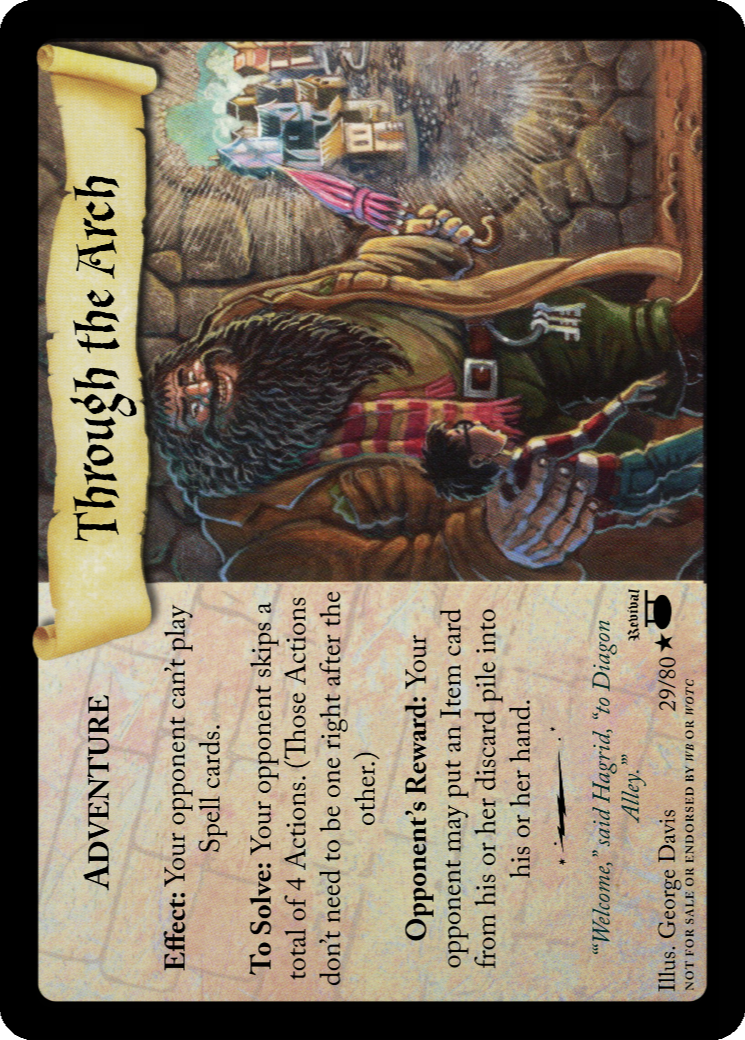 Through the Arch
ADVENTURE
Effect: Your opponent can't play
Spell cards.
To Solve: Your opponent skips a
total of 4 Actions. (Those Actions
don't need to be one right after the
other.)
Opponent's Reward: Your
opponent may put an Item card
from his or her discard pile into
his or her hand.
"'Welcome,' said Hagrid, 'to Diagon
Alley.'"
Revival
Illus. George Davis 29/80 ★
NOT FOR SALE OR ENDORSED BY WB OR WOTC